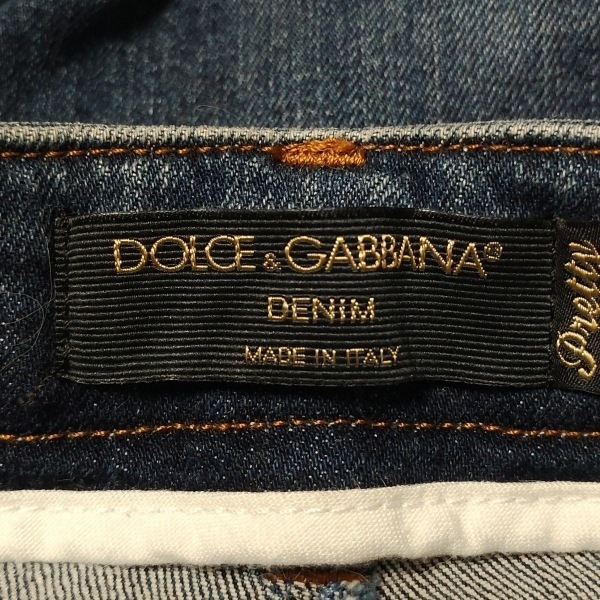 DOLCE & GABBANA®
DENIM
MADE IN ITALY
Pretty